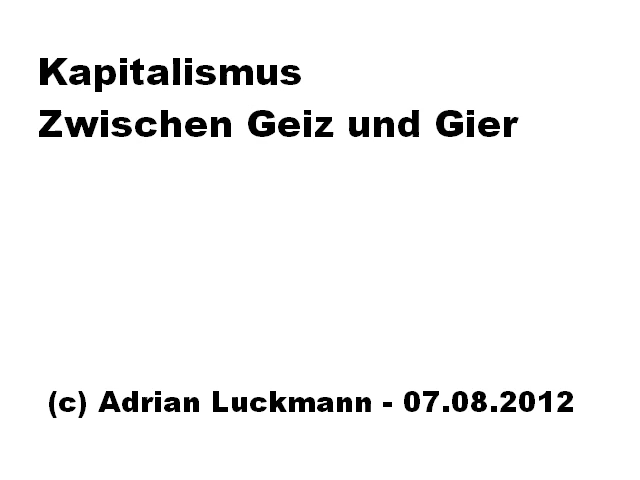 Kapitalismus
Zwischen Geiz und Gier
(c) Adrian Luckmann - 07.08.2012